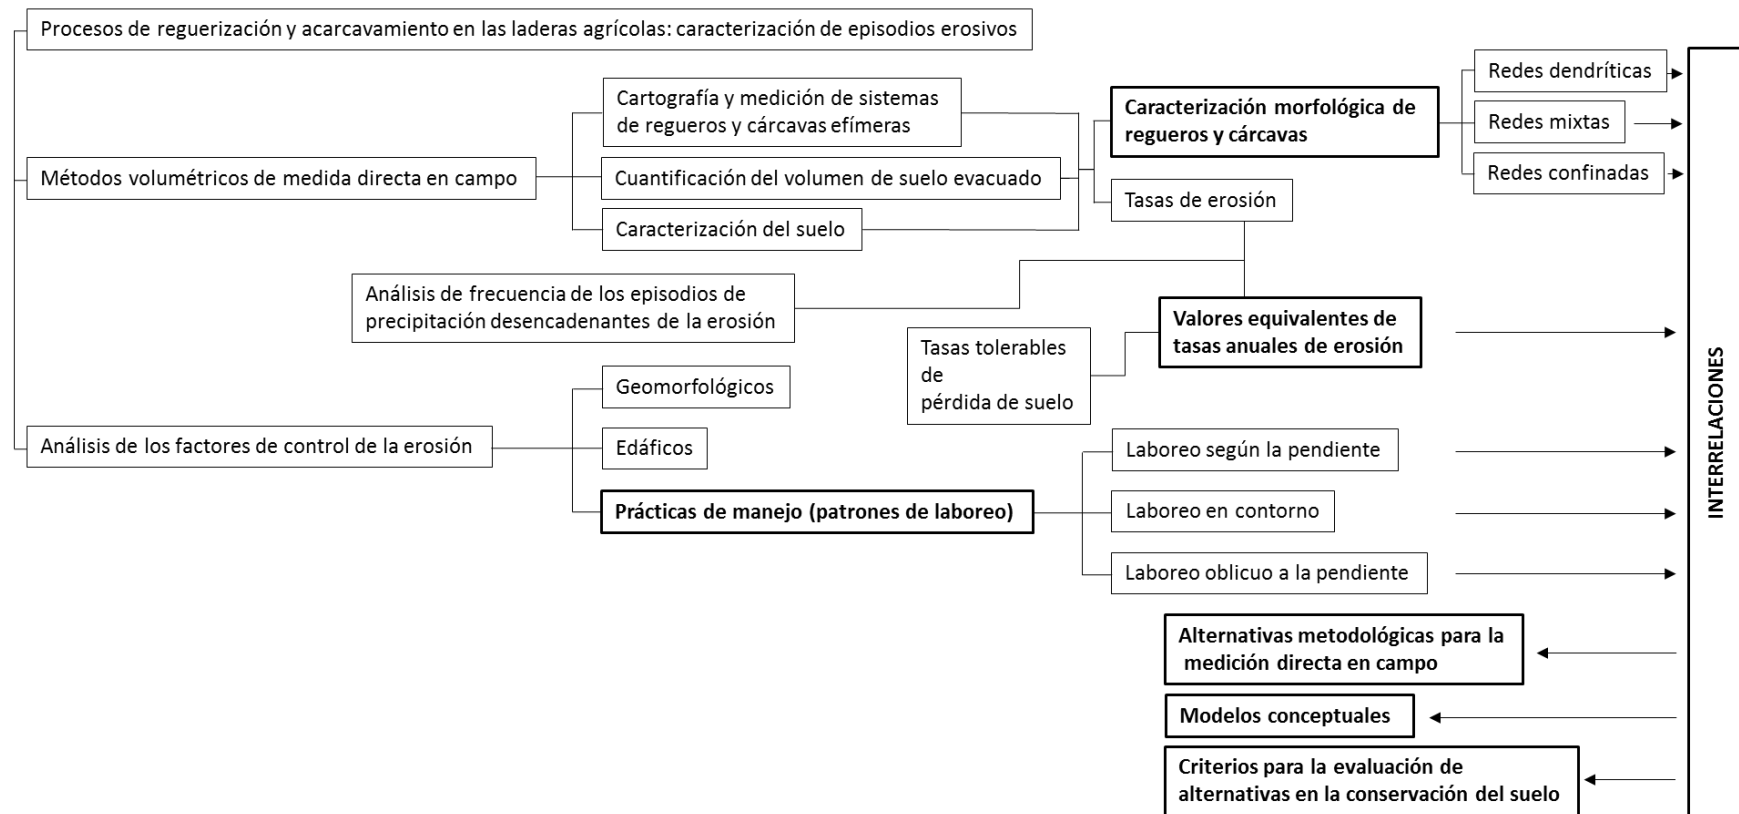 Procesos de reguerización y acarcavamiento en las laderas agrícolas: caracterización de episodios erosivos
Métodos volumétricos de medida directa en campo
Cartografía y medición de sistemas
de regueros y cárcavas efímeras
Cuantificación del volumen de suelo evacuado
Caracterización del suelo
Caracterización morfológica de
regueros y cárcavas
Redes dendríticas
Redes mixtas
Redes confinadas
Tasas de erosión
Análisis de frecuencia de los episodios de
precipitación desencadenantes de la erosión
Tasas tolerables
de
pérdida de suelo
Valores equivalentes de
tasas anuales de erosión
Análisis de los factores de control de la erosión
Geomorfológicos
Edáficos
Prácticas de manejo (patrones de laboreo)
Laboreo según la pendiente
Laboreo en contorno
Laboreo oblicuo a la pendiente
INTERRELACIONES
Alternativas metodológicas para la
medición directa en campo
Modelos conceptuales
Criterios para la evaluación de
alternativas en la conservación del suelo